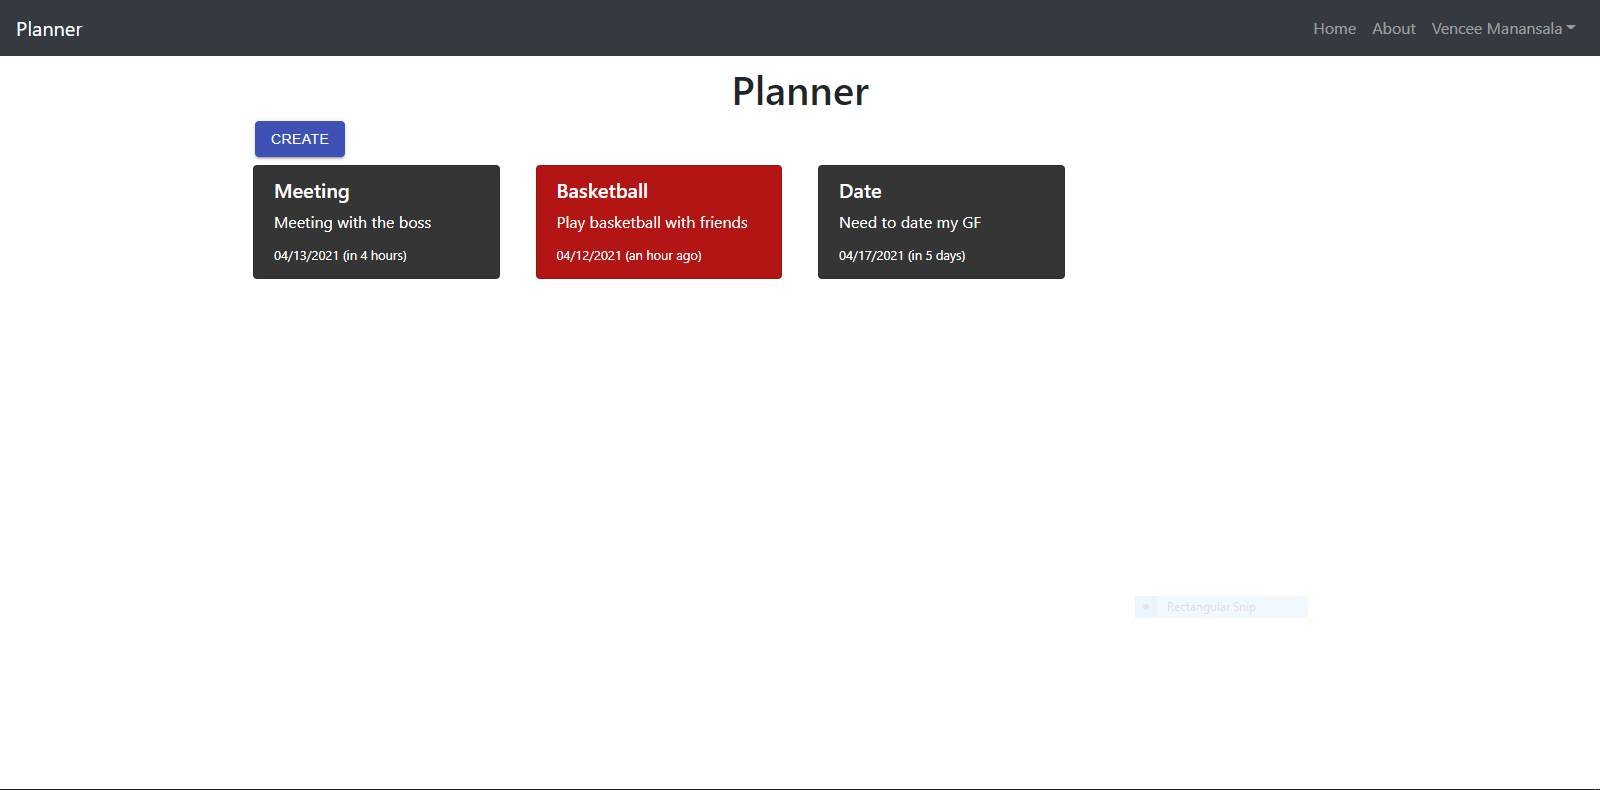 Planner
Home About Vencee Manansala
Planner
CREATE
Meeting
Meeting with the boss
04/13/2021 (in 4 hours)
Basketball
Play basketball with friends
04/12/2021 (an hour ago)
Date
Need to date my GF
04/17/2021 (in 5 days)
Rectangular Snip